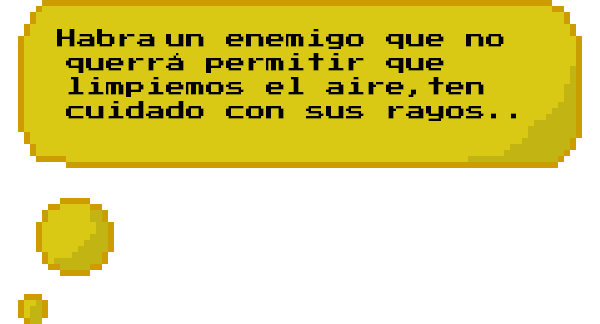 Habra un enemigo que no
querrá permitir que
limpiemos el aire,ten
cuidado con sus rayos..